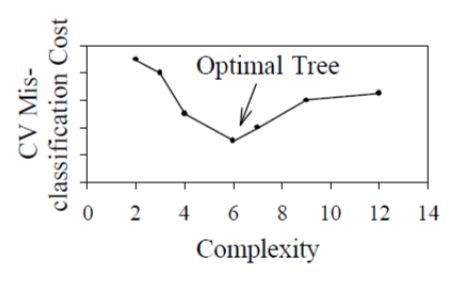 CV Mis-
classification Cost
Optimal Tree
0 2 4 6 8 10 12 14
Complexity